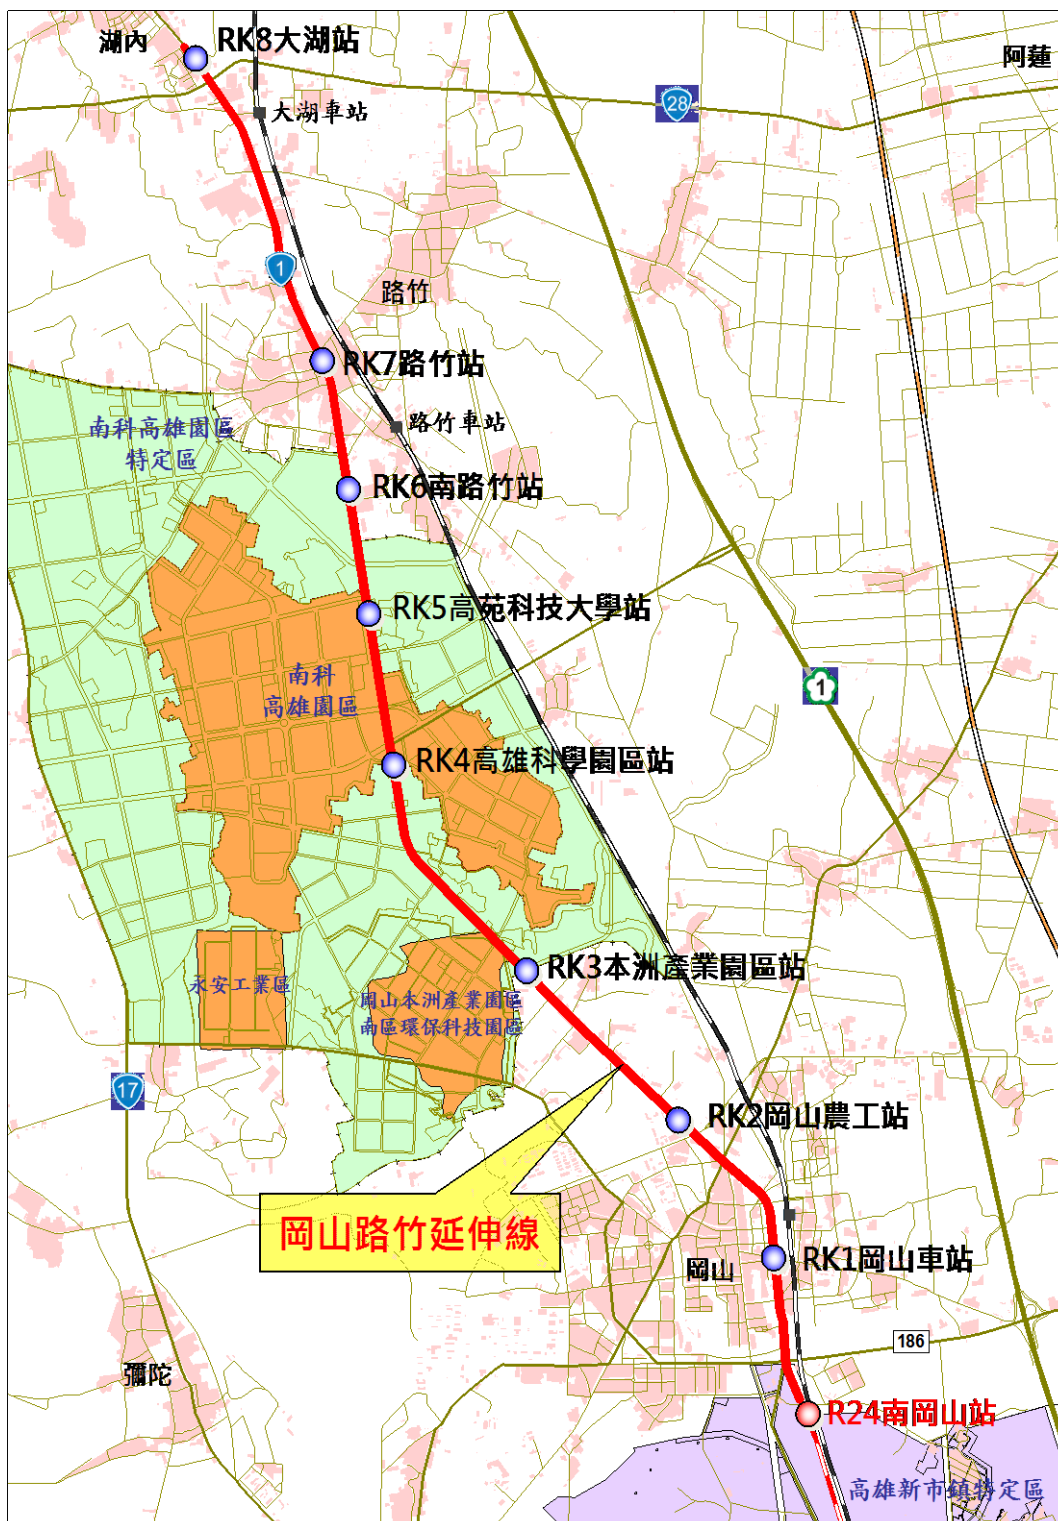 湖內
RK8大湖站
阿蓮
28
大湖車站
1
路竹
RK7路竹站
路竹車站
南科高雄園區
特定區
RK6南路竹站
RK5高苑科技大學站
南科
高雄園區
1
RK4高雄科學園區站
RK3本洲產業園區站
永安工業區
岡山本洲產業園區
南區環保科技園區
17
RK2岡山農工站
岡山路竹延伸線
RK1岡山車站
岡山
186
彌陀
R24南岡山站
高雄新市鎮特定區